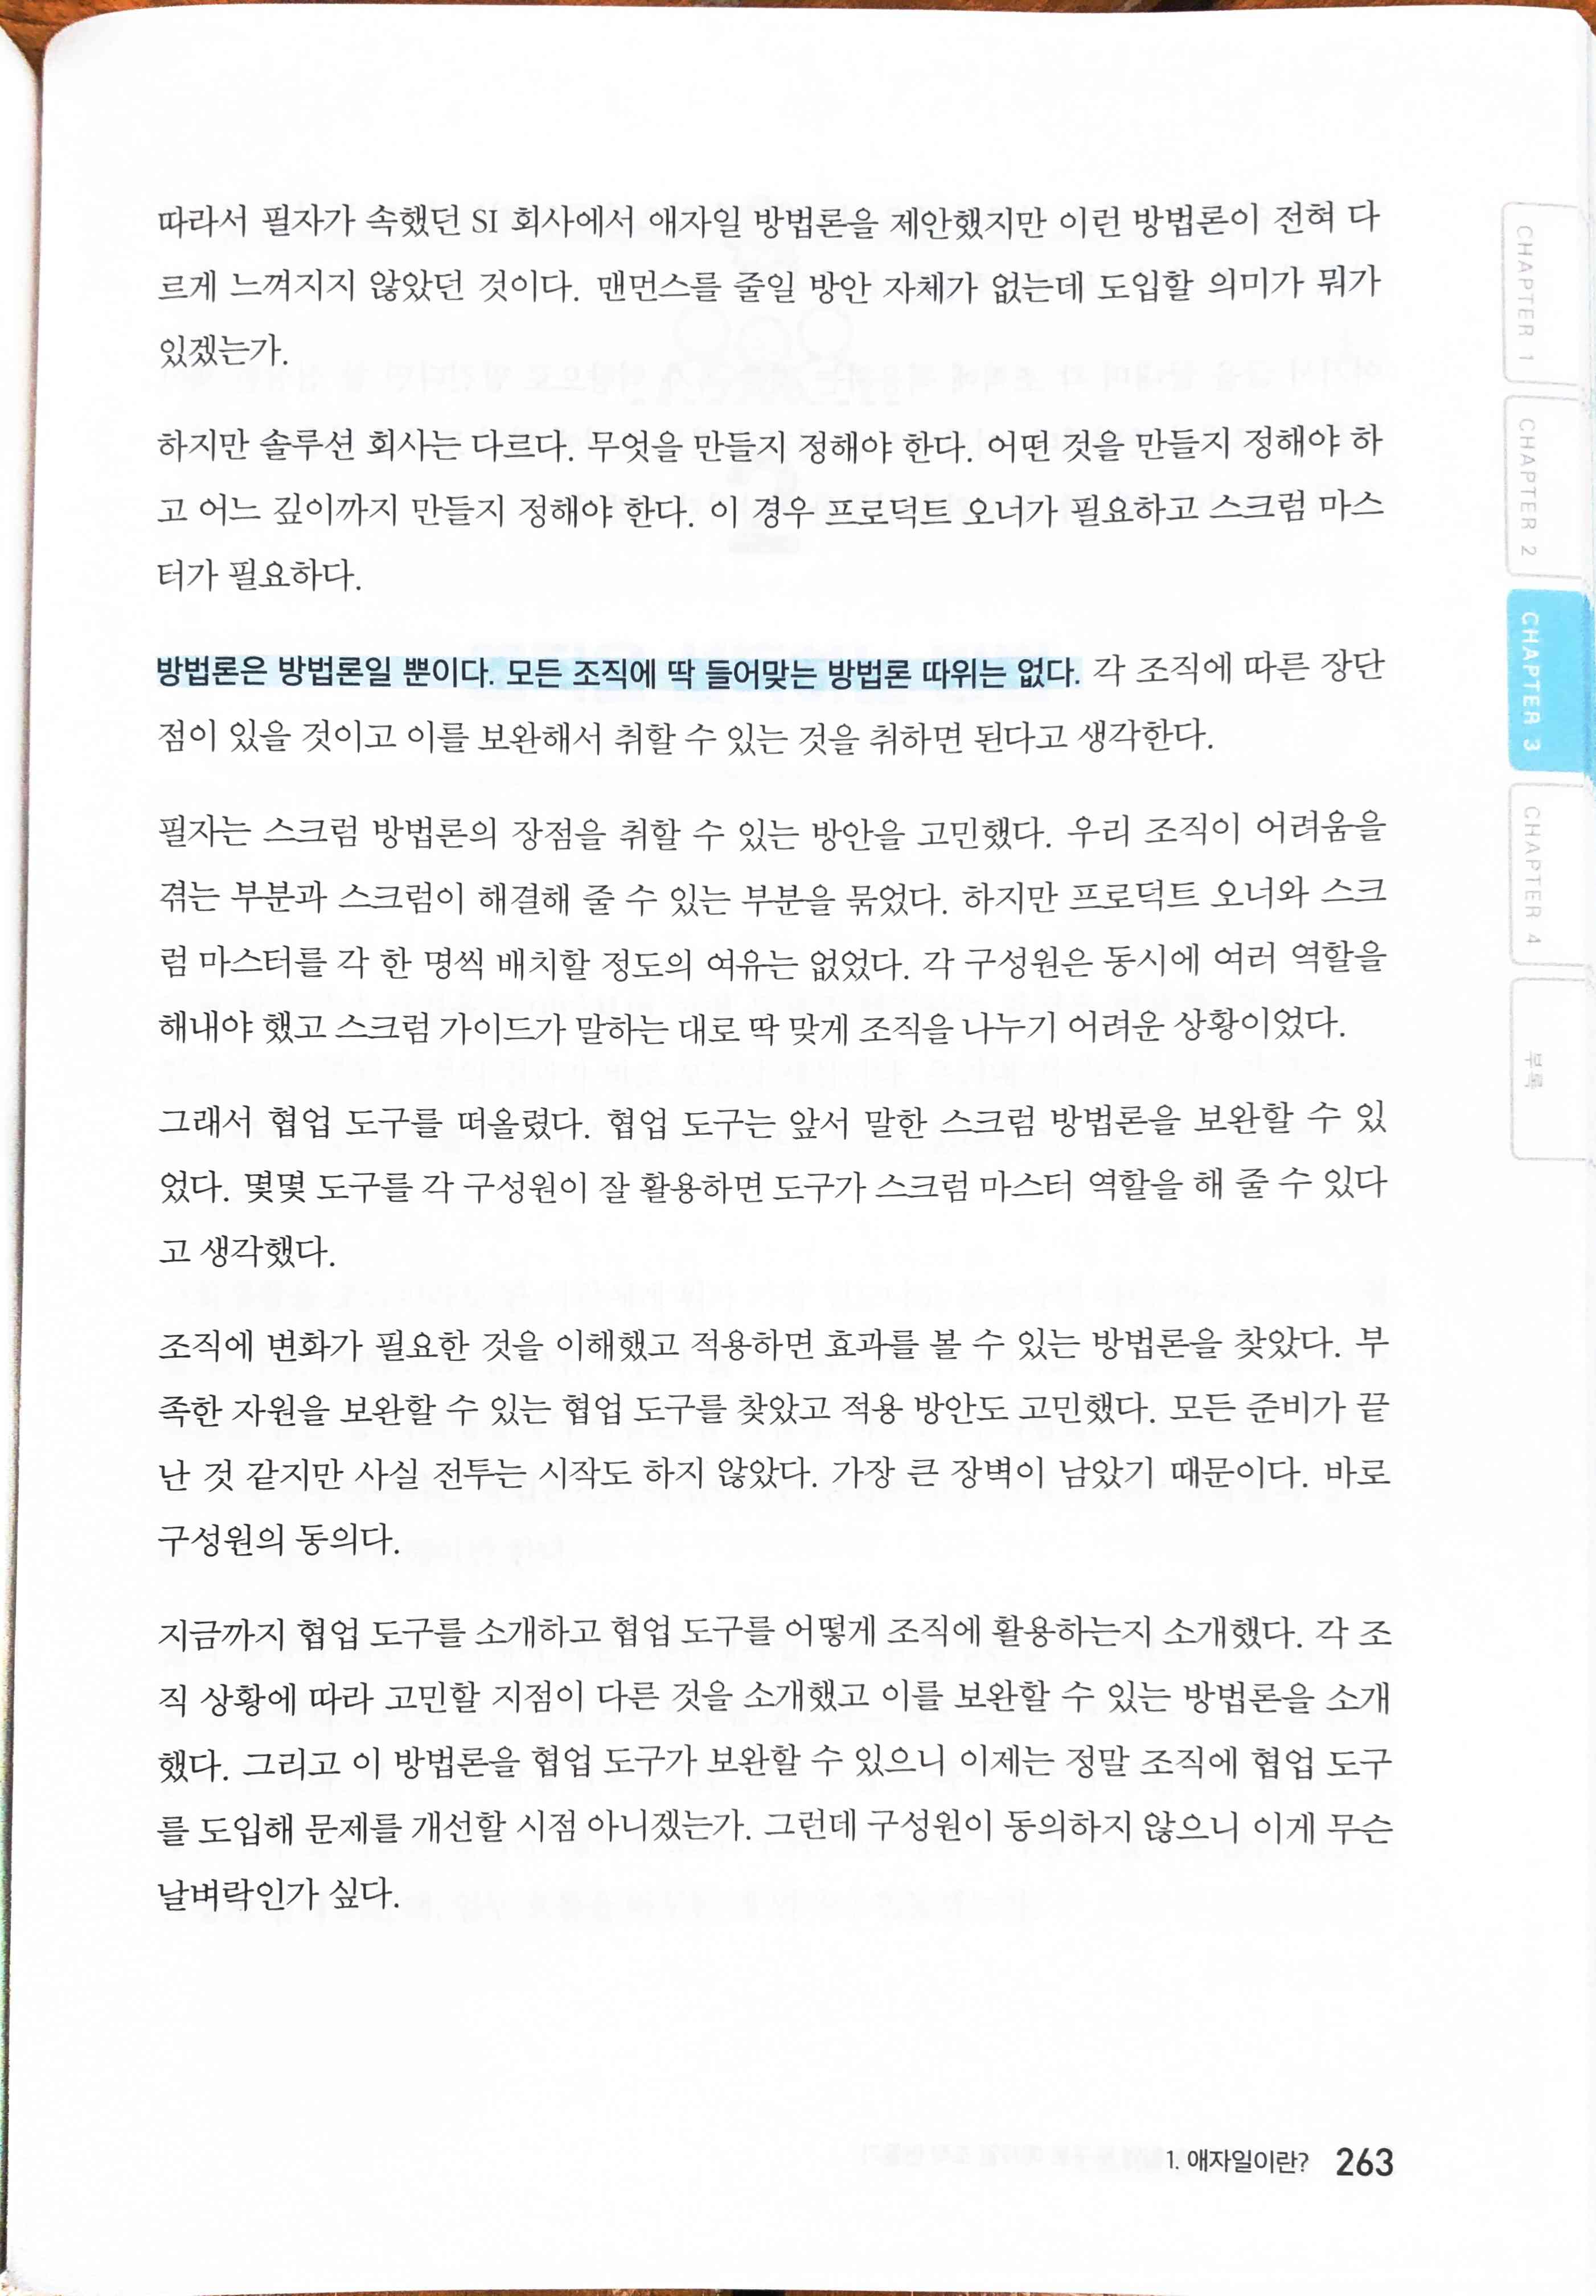 따라서 필자가 속했던 SI 회사에서 애자일 방법론을 제안했지만 이런 방법론이 전혀 다
르게 느껴지지 않았던 것이다. 맨먼스를 줄일 방안 자체가 없는데 도입할 의미가 뭐가
있겠는가.
하지만 솔루션 회사는 다르다. 무엇을 만들지 정해야 한다. 어떤 것을 만들지 정해야 하
고 어느 깊이까지 만들지 정해야 한다. 이 경우 프로덕트 오너가 필요하고 스크럼 마스
터가 필요하다.
방법론은 방법론일 뿐이다. 모든 조직에 딱 들어맞는 방법론 따위는 없다. 각 조직에 따른 장단
점이 있을 것이고 이를 보완해서 취할 수 있는 것을 취하면 된다고 생각한다.
필자는 스크럼 방법론의 장점을 취할 수 있는 방안을 고민했다. 우리 조직이 어려움을
겪는 부분과 스크럼이 해결해 줄 수 있는 부분을 묶었다. 하지만 프로덕트 오너와 스크
럼 마스터를 각 한 명씩 배치할 정도의 여유는 없었다. 각 구성원은 동시에 여러 역할을
해내야 했고 스크럼 가이드가 말하는 대로 딱 맞게 조직을 나누기 어려운 상황이었다.
그래서 협업 도구를 떠올렸다. 협업 도구는 앞서 말한 스크럼 방법론을 보완할 수 있
었다. 몇몇 도구를 각 구성원이 잘 활용하면 도구가 스크럼 마스터 역할을 해 줄 수 있다
고 생각했다.
조직에 변화가 필요한 것을 이해했고 적용하면 효과를 볼 수 있는 방법론을 찾았다. 부
족한 자원을 보완할 수 있는 협업 도구를 찾았고 적용 방안도 고민했다. 모든 준비가 끝
난 것 같지만 사실 전투는 시작도 하지 않았다. 가장 큰 장벽이 남았기 때문이다. 바로
구성원의 동의다.
지금까지 협업 도구를 소개하고 협업 도구를 어떻게 조직에 활용하는지 소개했다. 각 조
직 상황에 따라 고민할 지점이 다른 것을 소개했고 이를 보완할 수 있는 방법론을 소개
했다. 그리고 이 방법론을 협업 도구가 보완할 수 있으니 이제는 정말 조직에 협업 도구
를 도입해 문제를 개선할 시점 아니겠는가. 그런데 구성원이 동의하지 않으니 이게 무슨
날벼락인가 싶다.
1. 애자일이란? 263
CHAPTER 1
CHAPTER 2
CHAPTER 3
CHAPTER 4
부록